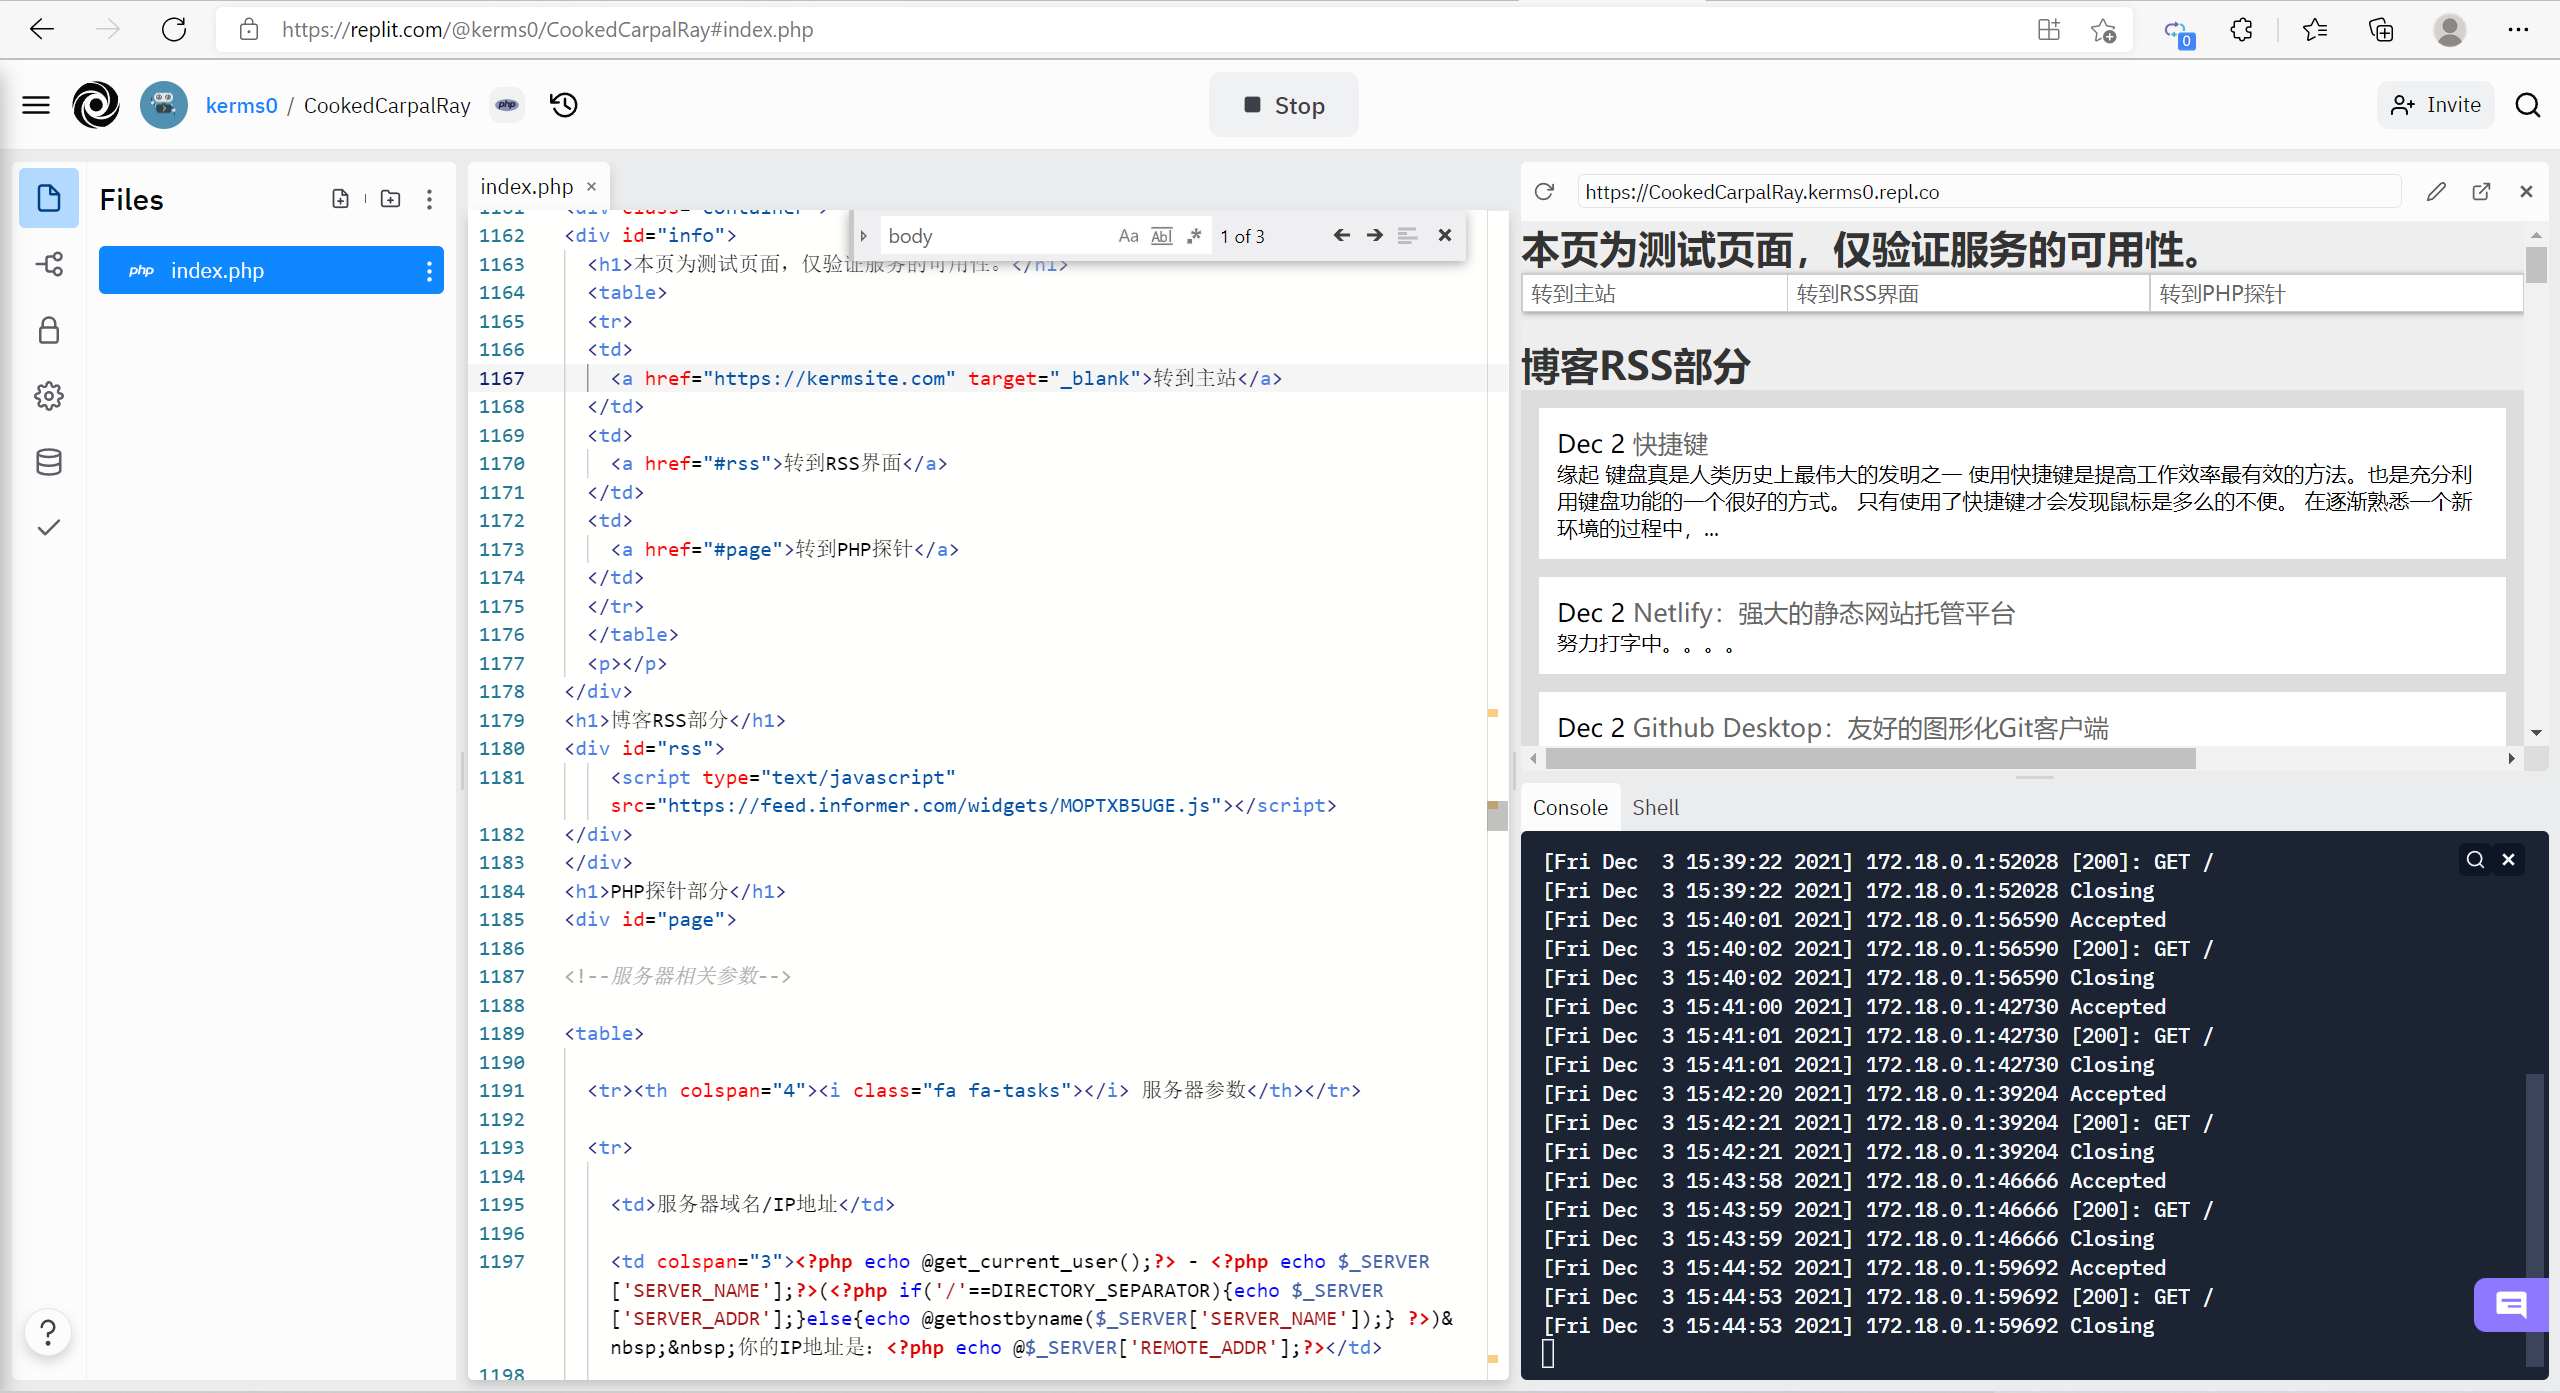 https://replit.com/@kerms0/CookedCarpalRay#index.php
0
kerms0 / CookedCarpalRay
php
Stop
Invite
Files
php index.php
index.php ×
body
Aa Abl .* 1 of 3
1161 <div class="container">
1162 <div id="info">
1163 <h1>本页为测试页面，仅验证服务的可用性。</h1>
1164 <table>
1165 <tr>
1166 <td>
1167 <a href="https://kermsite.com" target="_blank">转到主站</a>
1168 </td>
1169 <td>
1170 <a href="#rss">转到RSS界面</a>
1171 </td>
1172 <td>
1173 <a href="#page">转到PHP探针</a>
1174 </td>
1175 </tr>
1176 </table>
1177 <p></p>
1178 </div>
1179 <h1>博客RSS部分</h1>
1180 <div id="rss">
1181 <script type="text/javascript"
src="https://feed.informer.com/widgets/MOPTXB5UGE.js"></script>
1182 </div>
1183 </div>
1184 <h1>PHP探针部分</h1>
1185 <div id="page">
1186
1187 <!--服务器相关参数-->
1188
1189 <table>
1190
1191 <tr><th colspan="4"><i class="fa fa-tasks"></i> 服务器参数</th></tr>
1192
1193 <tr>
1194
1195 <td>服务器域名/IP地址</td>
1196
1197 <td colspan="3"><?php echo @get_current_user();?> - <?php echo $_SERVER
['SERVER_NAME'];?>(<?php if('/'==DIRECTORY_SEPARATOR){echo $_SERVER
['SERVER_ADDR'];}else{echo @gethostbyname($_SERVER['SERVER_NAME']);} ?>)&
nbsp;&nbsp;你的IP地址是：<?php echo @$_SERVER['REMOTE_ADDR'];?></td>
1198
https://CookedCarpalRay.kerms0.repl.co
本页为测试页面，仅验证服务的可用性。
转到主站 转到RSS界面 转到PHP探针
博客RSS部分
Dec 2 快捷键
缘起 键盘真是人类历史上最伟大的发明之一 使用快捷键是提高工作效率最有效的方法。也是充分利
用键盘功能的一个很好的方式。 只有使用了快捷键才会发现鼠标是多么的不便。 在逐渐熟悉一个新
环境的过程中，...
Dec 2 Netlify：强大的静态网站托管平台
努力打字中。。。。
Dec 2 Github Desktop：友好的图形化Git客户端
Console Shell
[Fri Dec  3 15:39:22 2021] 172.18.0.1:52028 [200]: GET /
[Fri Dec  3 15:39:22 2021] 172.18.0.1:52028 Closing
[Fri Dec  3 15:40:01 2021] 172.18.0.1:56590 Accepted
[Fri Dec  3 15:40:02 2021] 172.18.0.1:56590 [200]: GET /
[Fri Dec  3 15:40:02 2021] 172.18.0.1:56590 Closing
[Fri Dec  3 15:41:00 2021] 172.18.0.1:42730 Accepted
[Fri Dec  3 15:41:01 2021] 172.18.0.1:42730 [200]: GET /
[Fri Dec  3 15:41:01 2021] 172.18.0.1:42730 Closing
[Fri Dec  3 15:42:20 2021] 172.18.0.1:39204 Accepted
[Fri Dec  3 15:42:21 2021] 172.18.0.1:39204 [200]: GET /
[Fri Dec  3 15:42:21 2021] 172.18.0.1:39204 Closing
[Fri Dec  3 15:43:58 2021] 172.18.0.1:46666 Accepted
[Fri Dec  3 15:43:59 2021] 172.18.0.1:46666 [200]: GET /
[Fri Dec  3 15:43:59 2021] 172.18.0.1:46666 Closing
[Fri Dec  3 15:44:52 2021] 172.18.0.1:59692 Accepted
[Fri Dec  3 15:44:53 2021] 172.18.0.1:59692 [200]: GET /
[Fri Dec  3 15:44:53 2021] 172.18.0.1:59692 Closing